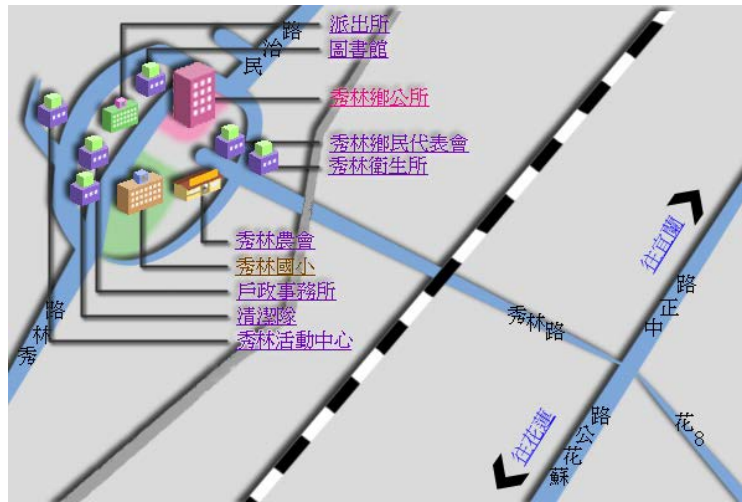 派出所
圖書館
民治路
秀林鄉公所
秀林鄉民代表會
秀林衛生所
往宜蘭
秀林農會
秀林國小
戶政事務所
清潔隊
秀林活動中心
秀林路
秀林路
中正路
往花蓮
蘇花公路
花8